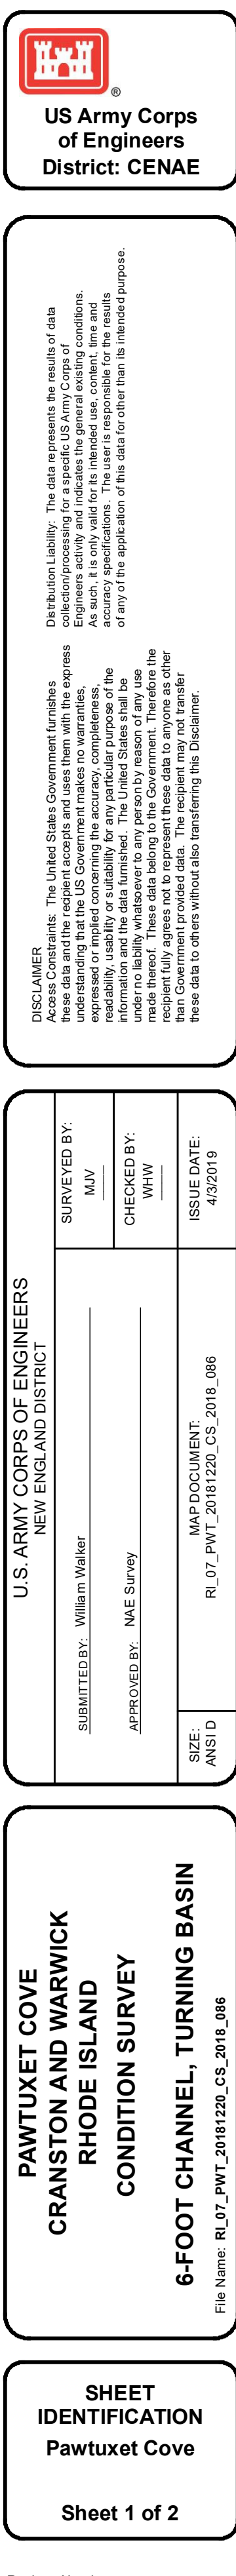 ®
US Army Corps
of Engineers
District: CENAE
DISCLAIMER
Access Constraints: The United States Government furnishes
these data and the recipient accepts and uses them with the express
understanding that the US Government makes no warranties,
expressed or implied concerning the accuracy, completeness,
readability, usability or suitability for any particular purpose of the
information and the data furnished. The United States shall be
under no liability whatsoever to any person by reason of any use
made thereof. These data belong to the Government. Therefore the
recipient fully agrees not to represent these data to anyone as other
than Government provided data. The recipient may not transfer
these data to others without also transferring this Disclaimer.
Distribution Liability: The data represents the results of data
collection/processing for a specific US Army Corps of
Engineers activity and indicates the general existing conditions.
As such, it is only valid for its intended use, content, time and
accuracy specifications. The user is responsible for the results
of any of the application of this data for other than its intended purpose.
U.S. ARMY CORPS OF ENGINEERS
NEW ENGLAND DISTRICT
SUBMITTED BY: William Walker
SURVEYED BY:
MJV
APPROVED BY: NAE Survey
CHECKED BY:
WHW
SIZE:
ANSI D
MAP DOCUMENT:
RI_07_PWT_20181220_CS_2018_086
ISSUE DATE:
4/3/2019
PAWTUXET COVE
CRANSTON AND WARWICK
RHODE ISLAND
CONDITION SURVEY
6-FOOT CHANNEL, TURNING BASIN
File Name: RI_07_PWT_20181220_CS_2018_086
SHEET
IDENTIFICATION
Pawtuxet Cove
Sheet 1 of 2